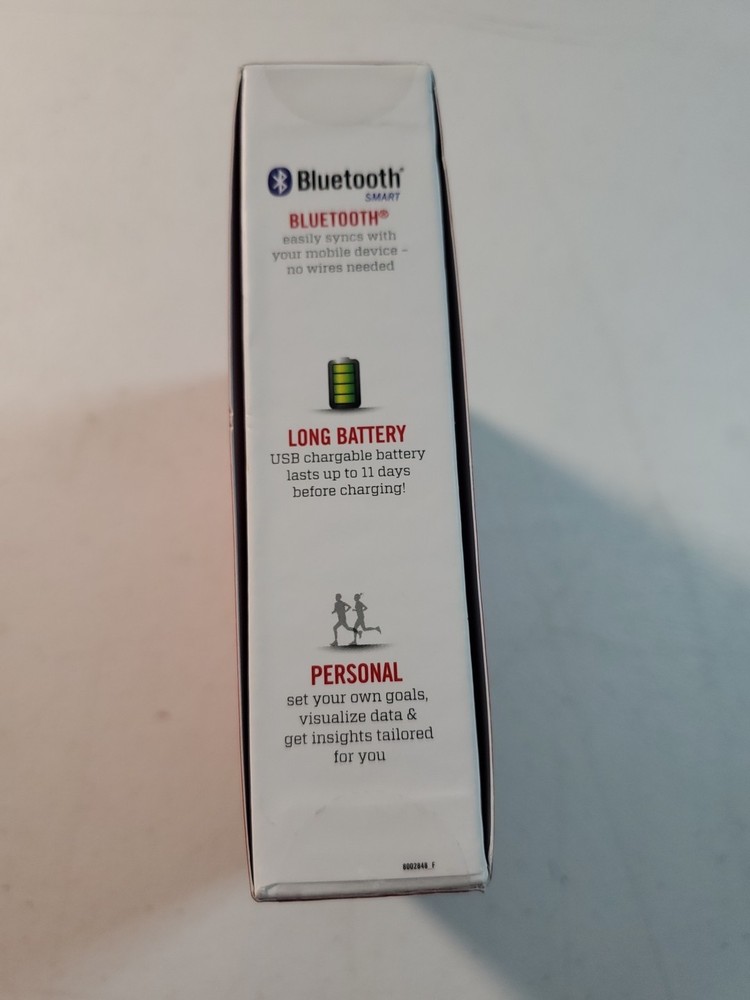 Bluetooth®
SMART
BLUETOOTH®
easily syncs with
your mobile device –
no wires needed
LONG BATTERY
USB chargable battery
lasts up to 11 days
before charging!
PERSONAL
set your own goals,
visualize data &
get insights tailored
for you
8002848_F